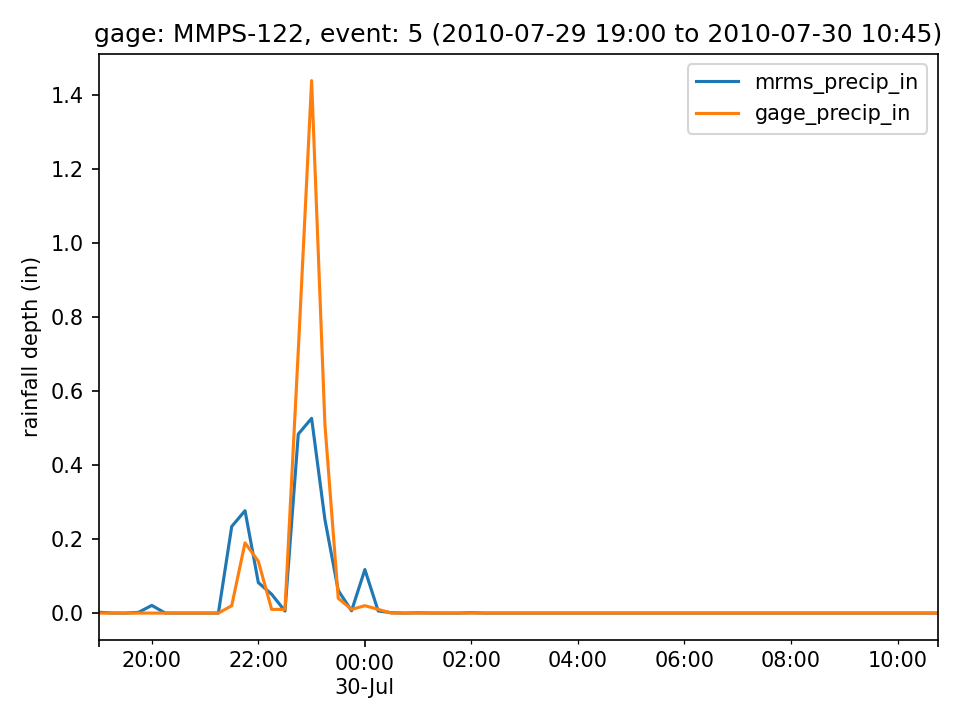 gage: MMPS-122, event: 5 (2010-07-29 19:00 to 2010-07-30 10:45)
mrms_precip_in
gage_precip_in
rainfall depth (in)
1.4
1.2
1.0
0.8
0.6
0.4
0.2
0.0
20:00 22:00 00:00 02:00 04:00 06:00 08:00 10:00
30-Jul